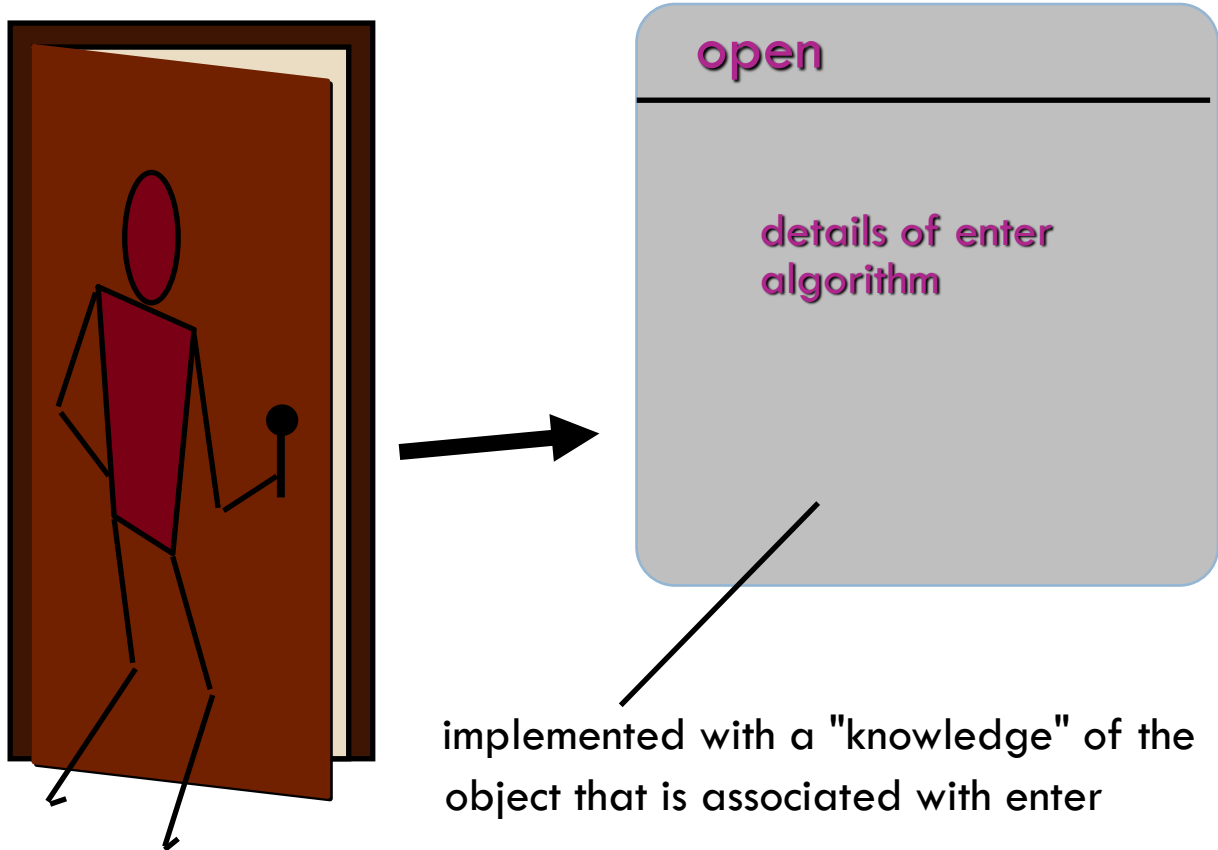 open
details of enter
algorithm
implemented with a "knowledge" of the
object that is associated with enter